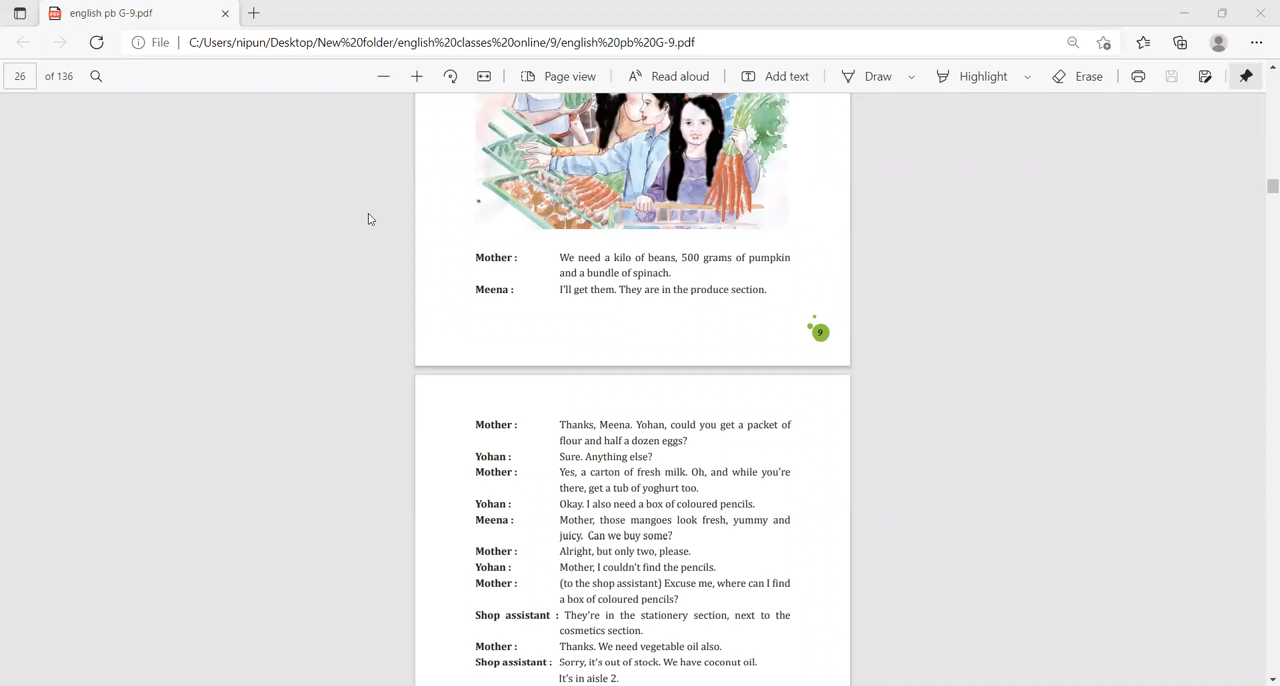 english pb G-9.pdf
File
C:/Users/nipun/Desktop/New%20folder/english%20classes%20online/9/english%20pb%20G-9.pdf
26 of 136
Page view
Read aloud
Add text
Draw
Highlight
Erase
Mother : We need a kilo of beans, 500 grams of pumpkin
and a bundle of spinach.
Meena : I'll get them. They are in the produce section.
9
Mother : Thanks, Meena. Yohan, could you get a packet of
flour and half a dozen eggs?
Yohan : Sure. Anything else?
Mother : Yes, a carton of fresh milk. Oh, and while you're
there, get a tub of yoghurt too.
Yohan : Okay. I also need a box of coloured pencils.
Meena : Mother, those mangoes look fresh, yummy and
juicy. Can we buy some?
Mother : Alright, but only two, please.
Yohan : Mother, I couldn't find the pencils.
Mother : (to the shop assistant) Excuse me, where can I find
a box of coloured pencils?
Shop assistant : They're in the stationery section, next to the
cosmetics section.
Mother : Thanks. We need vegetable oil also.
Shop assistant : Sorry, it's out of stock. We have coconut oil.
It's in aisle 2.